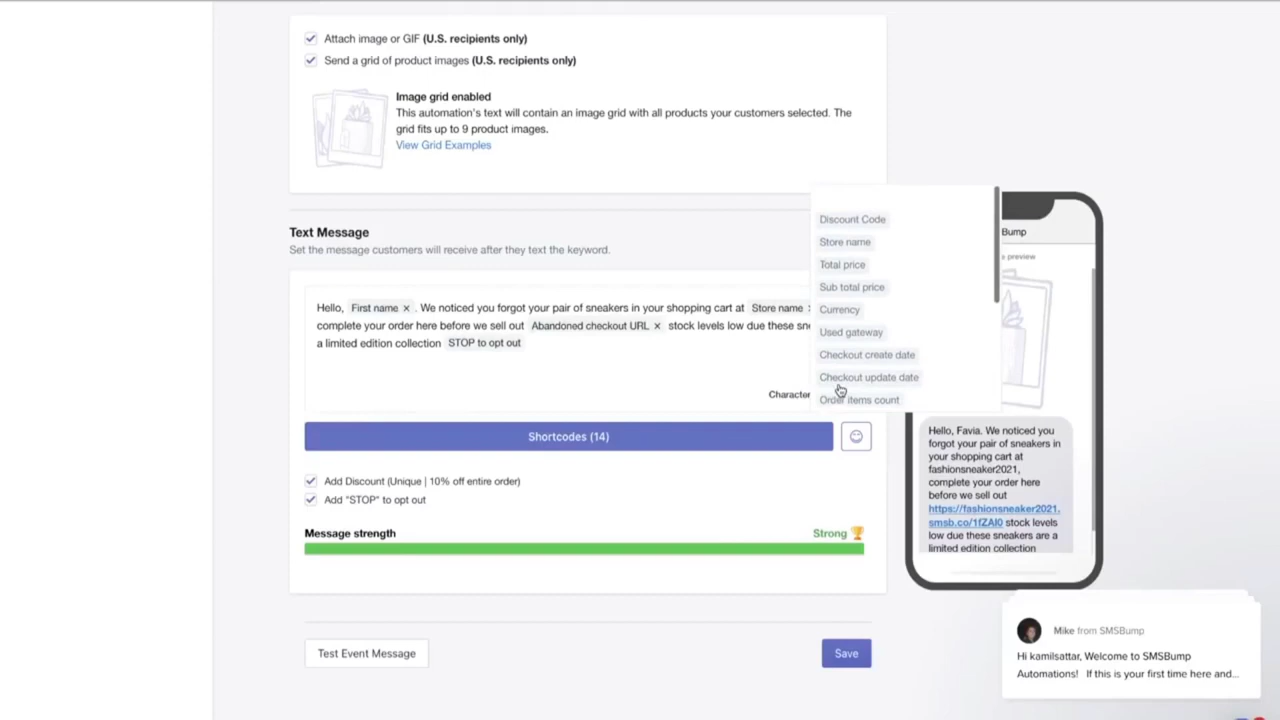 Attach image or GIF (U.S. recipients only)
Send a grid of product images (U.S. recipients only)
Image grid enabled
This automation's text will contain an image grid with all products your customers selected. The
grid fits up to 9 product images.
View Grid Examples
Text Message
Set the message customers will receive after they text the keyword.
Hello, First name × . We noticed you forgot your pair of sneakers in your shopping cart at Store name
complete your order here before we sell out Abandoned checkout URL × stock levels low due these
a limited edition collection STOP to opt out
Character
Shortcodes (14)
Add Discount (Unique | 10% off entire order)
Add "STOP" to opt out
Message strength
Strong
Test Event Message
Save
Discount Code
Store name
Total price
Sub total price
Currency
Used gateway
Checkout create date
Checkout update date
Order items count
Bump
preview
Hello, Favia. We noticed you
forgot your pair of sneakers in
your shopping cart at
fashionsneaker2021,
complete your order here
before we sell out
https://fashionsneaker2021.
smsb.co/1fZAI0 stock levels
low due these sneakers are a
limited edition collection
Mike from SMSBump
Hi kamilsattar, Welcome to SMSBump
Automations! If this is your first time here and...